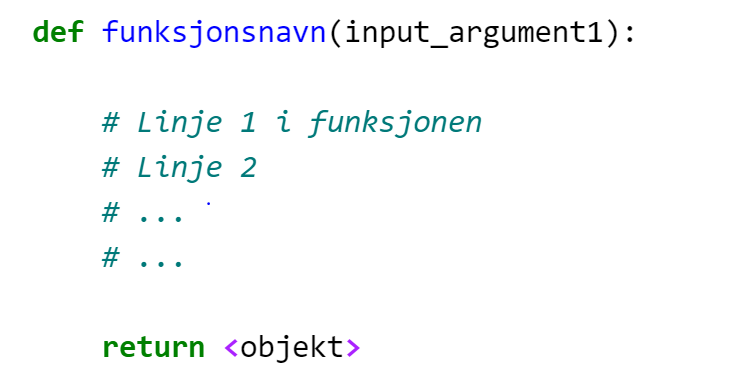 def funksjonsnavn(input_argument1):
# Linje 1 i funksjonen
# Linje 2
# ...
# ...
return <objekt>